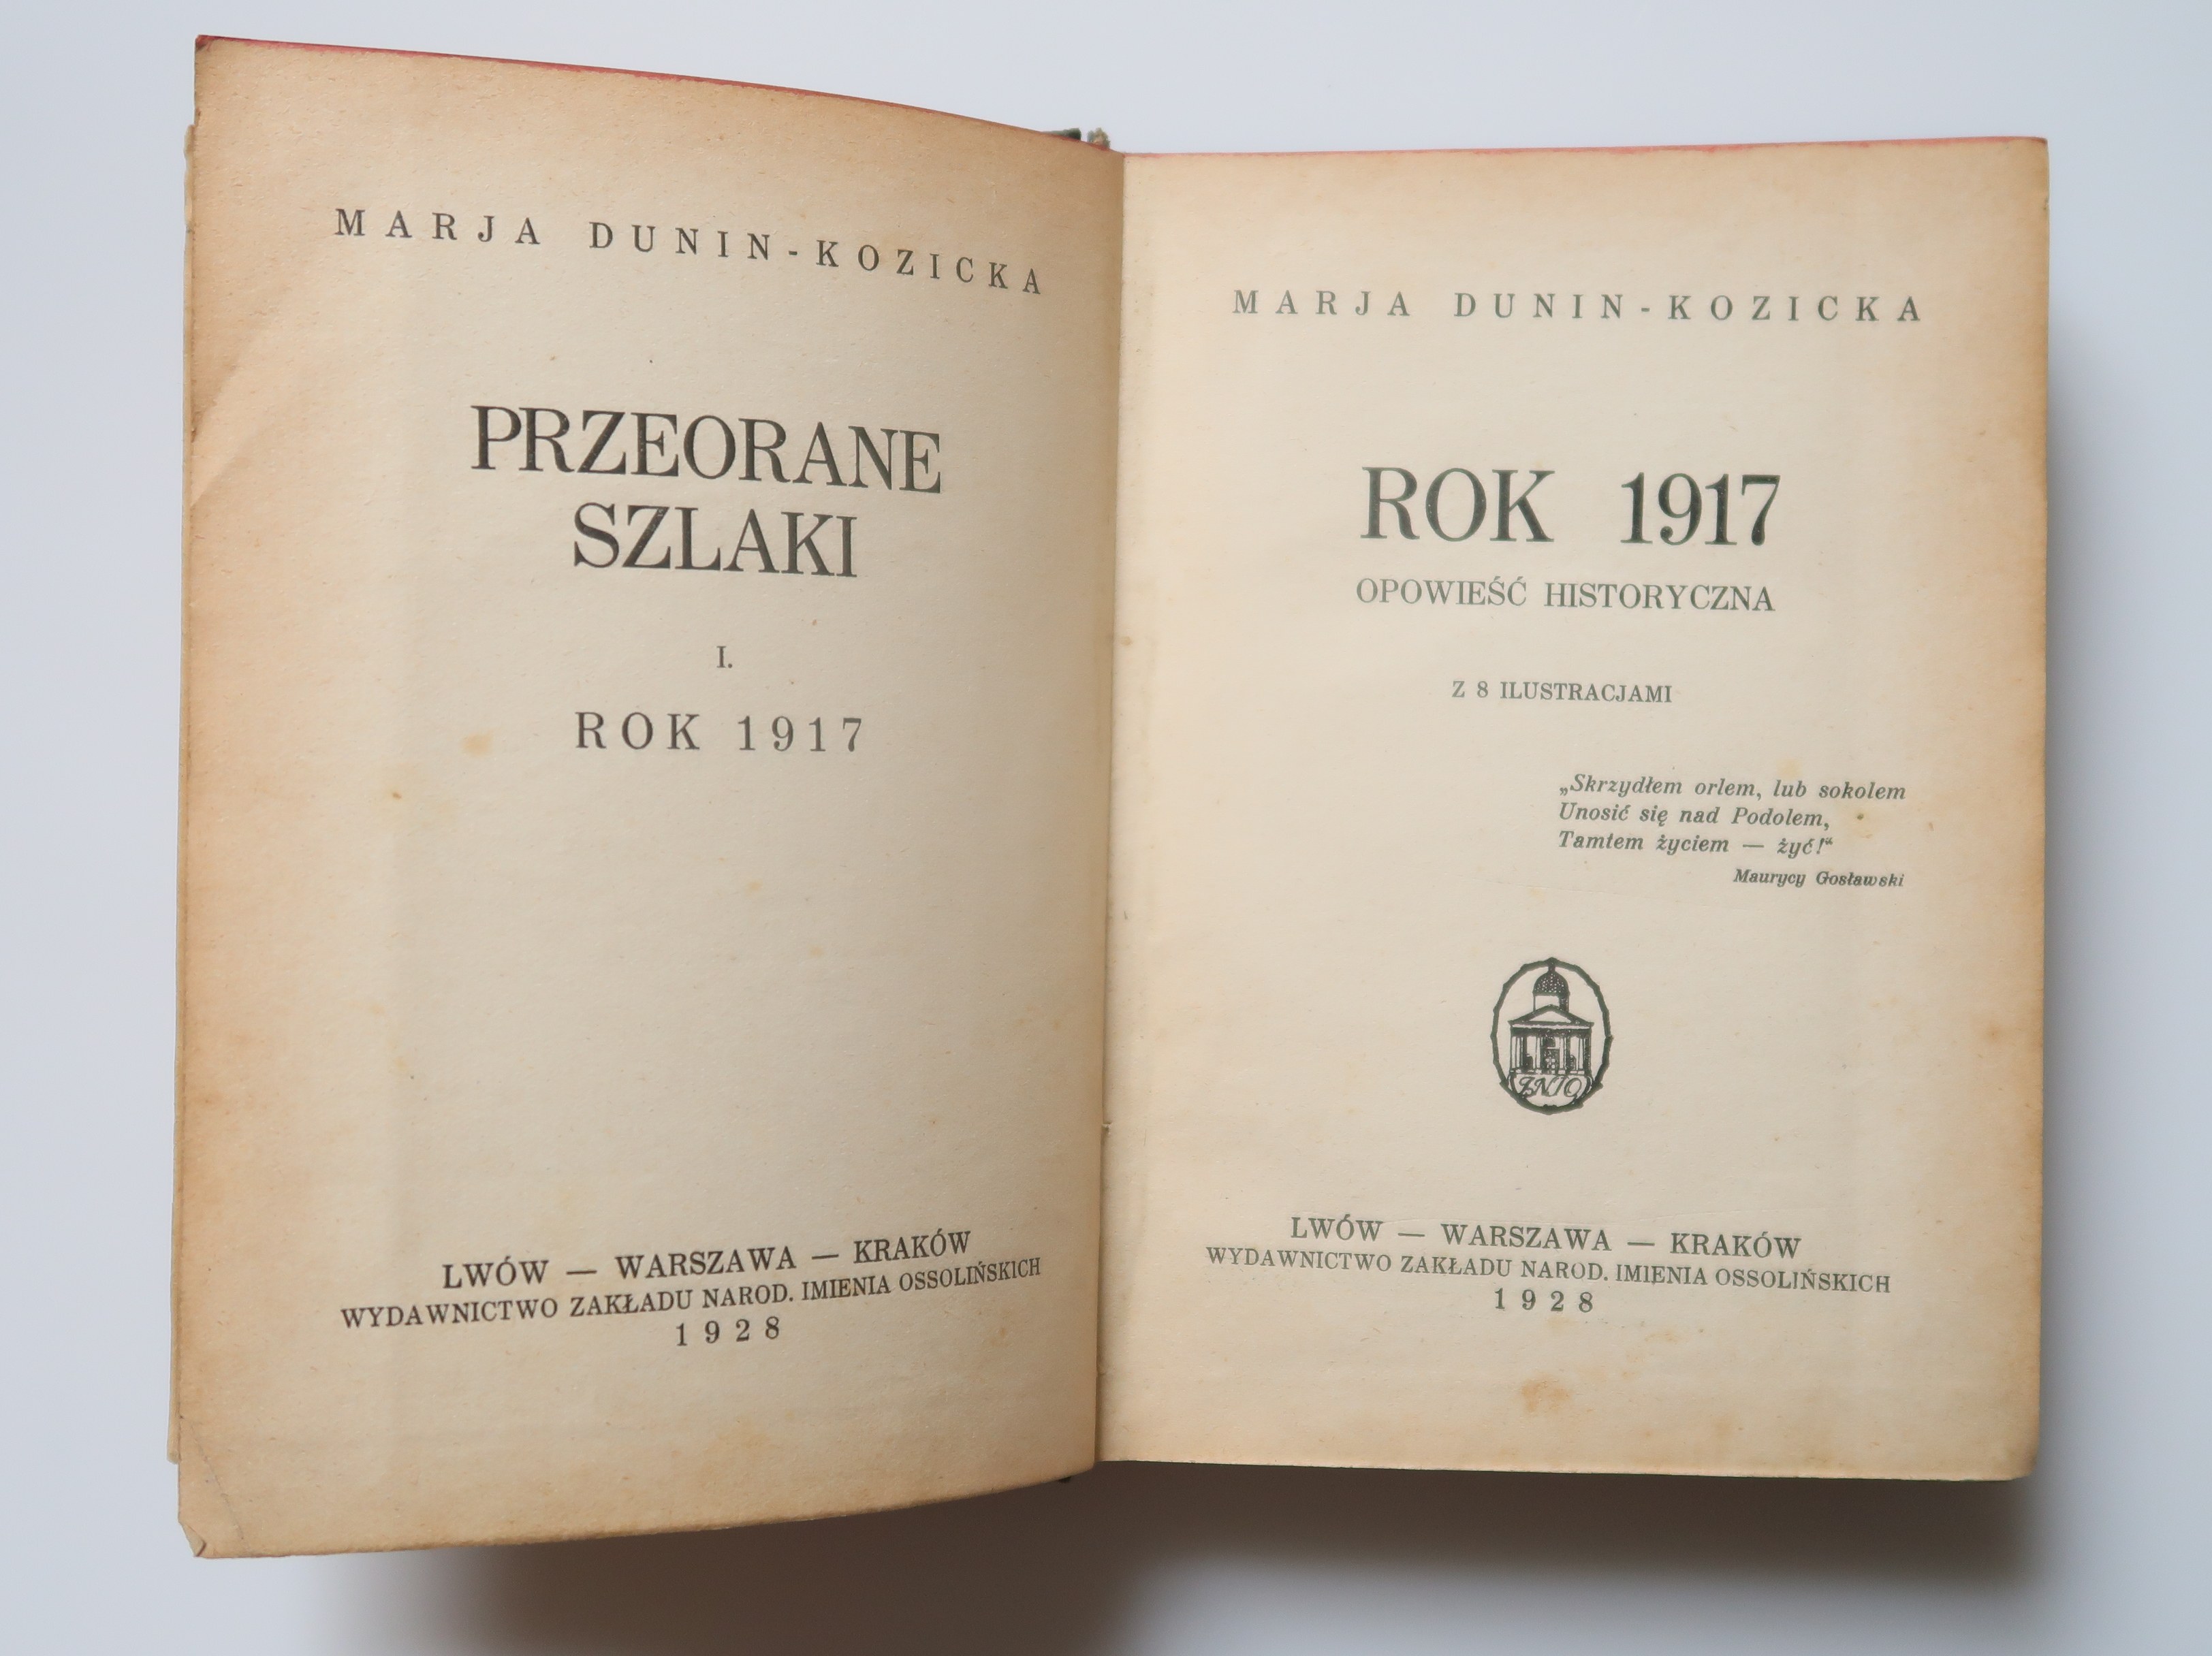 MARJA DUNIN-KOZICKA
PRZEORANE
SZLAKI
I.
ROK 1917
LWÓW — WARSZAWA — KRAKÓW
WYDAWNICTWO ZAKŁADU NAROD. IMIENIA OSSOLIŃSKICH
1928
MARJA DUNIN-KOZICKA
ROK 1917
OPOWIEŚĆ HISTORYCZNA
Z 8 ILUSTRACJAMI
„Skrzydłem orlem, lub sokolem
Unosić się nad Podolem,
Tamtem życiem — żyć!“
Maurycy Gosławski
ZNIO
LWÓW — WARSZAWA — KRAKÓW
WYDAWNICTWO ZAKŁADU NAROD. IMIENIA OSSOLIŃSKICH
1928